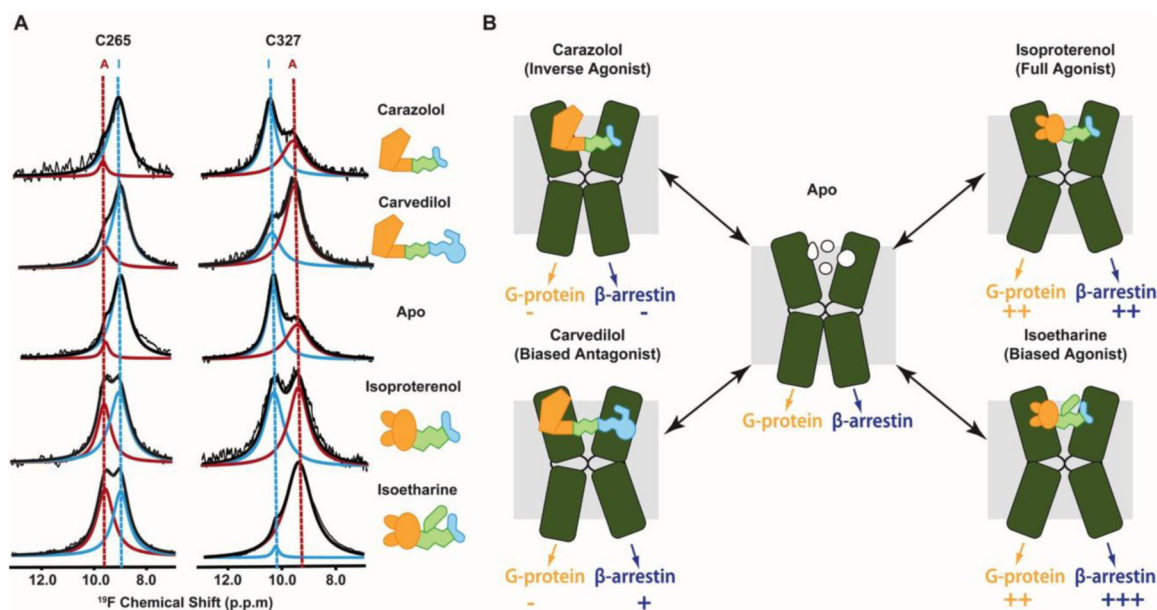 A
C265
C327
A
I
I
A
Carazolol
Carvedilol
Apo
Isoproterenol
Isoetharine
12.0
10.0
8.0
12.0
10.0
8.0
¹⁹F Chemical Shift (p.p.m)
B
Carazolol
(Inverse Agonist)
G-protein
β-arrestin
-
-
Isoproterenol
(Full Agonist)
G-protein
β-arrestin
++
++
Apo
G-protein
β-arrestin
Carvedilol
(Biased Antagonist)
G-protein
β-arrestin
-
+
Isoetharine
(Biased Agonist)
G-protein
β-arrestin
++
+++